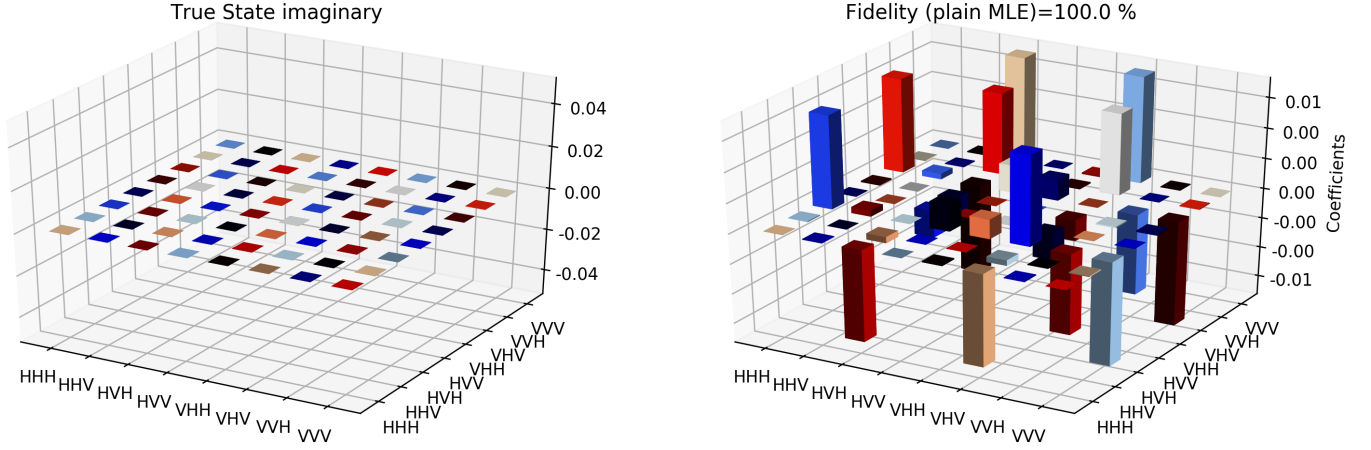 True State imaginary
0.04
0.02
0.00
-0.02
-0.04
HHH
HHV
HVH
HVV
VHH
VHV
VVH
VVV
HHH
HHV
HVH
HVV
VHH
VHV
VVH
VVV
Fidelity (plain MLE)=100.0 %
0.01
0.00
0.00
0.00
-0.00
-0.00
-0.01
Coefficients
HHH
HHV
HVH
HVV
VHH
VHV
VVH
VVV
HHH
HHV
HVH
HVV
VHH
VHV
VVH
VVV